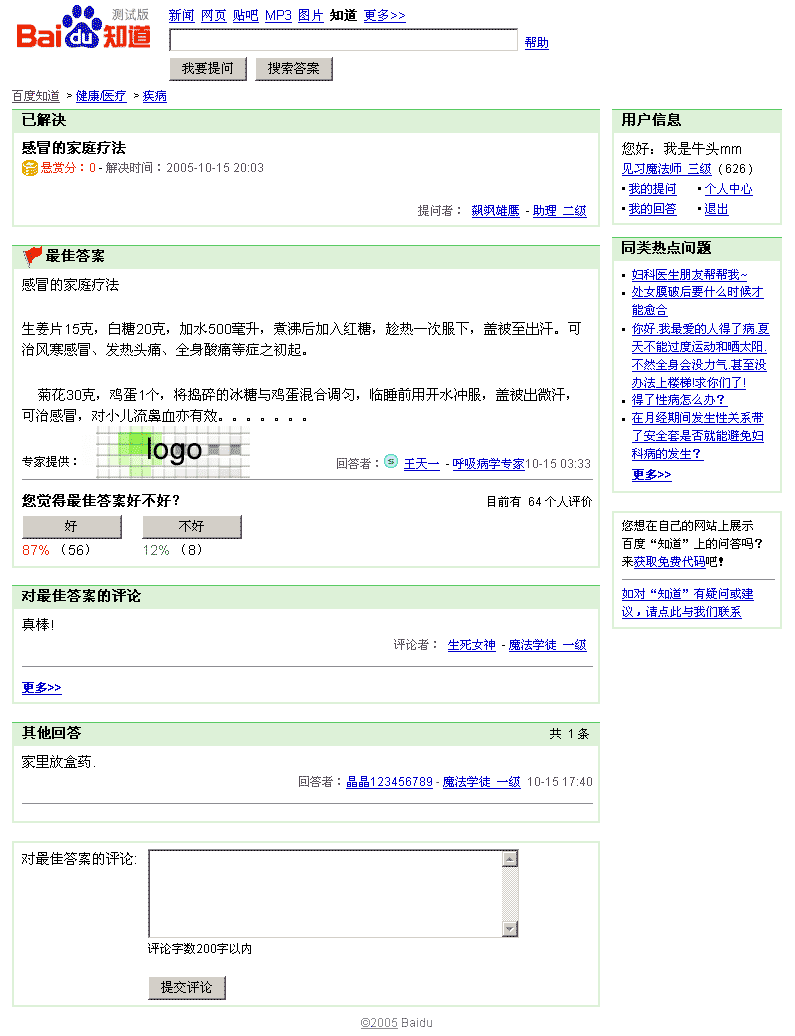 Baidu知道 测试版
新闻 网页 贴吧 MP3 图片 知道 更多>>
帮助
我要提问 搜索答案
百度知道 > 健康/医疗 > 疾病
已解决
感冒的家庭疗法
悬赏分：0 - 解决时间：2005-10-15 20:03
提问者： 飙飒雄鹰 - 助理 二级
最佳答案
感冒的家庭疗法
生姜片15克，白糖20克，加水500毫升，煮沸后加入红糖，趁热一次服下，盖被至出汗。可
治风寒感冒、发热头痛、全身酸痛等症之初起。
菊花30克，鸡蛋1个，将捣碎的冰糖与鸡蛋混合调匀，临睡前用开水冲服，盖被出微汗，
可治感冒，对小儿流鼻血亦有效。。。。。。。
专家提供： logo 回答者： S 王天一 - 呼吸病学专家10-15 03:33
您觉得最佳答案好不好？ 目前有 64 个人评价
好 不好
87% （56） 12% （8）
对最佳答案的评论
真棒!
评论者： 生死女神 - 魔法学徒 一级
更多>>
其他回答 共 1 条
家里放盒药.
回答者：晶晶123456789 - 魔法学徒 一级 10-15 17:40
对最佳答案的评论:
评论字数200字以内
提交评论
©2005 Baidu
用户信息
您好：我是牛头mm
见习魔法师 三级（626）
• 我的提问 • 个人中心
• 我的回答 • 退出
同类热点问题
• 妇科医生朋友帮帮我~
• 处女膜破后要什么时候才
能愈合
• 你好.我最爱的人得了病.夏
天不能过度运动和晒太阳.
不然全身会没力气.甚至没
办法上楼梯!求你们了!
• 得了性病怎么办？
• 在月经期间发生性关系带
了安全套是否就能避免妇
科病的发生？
更多>>
您想在自己的网站上展示
百度“知道”上的问答吗？
来获取免费代码吧！
如对“知道”有疑问或建
议，请点此与我们联系